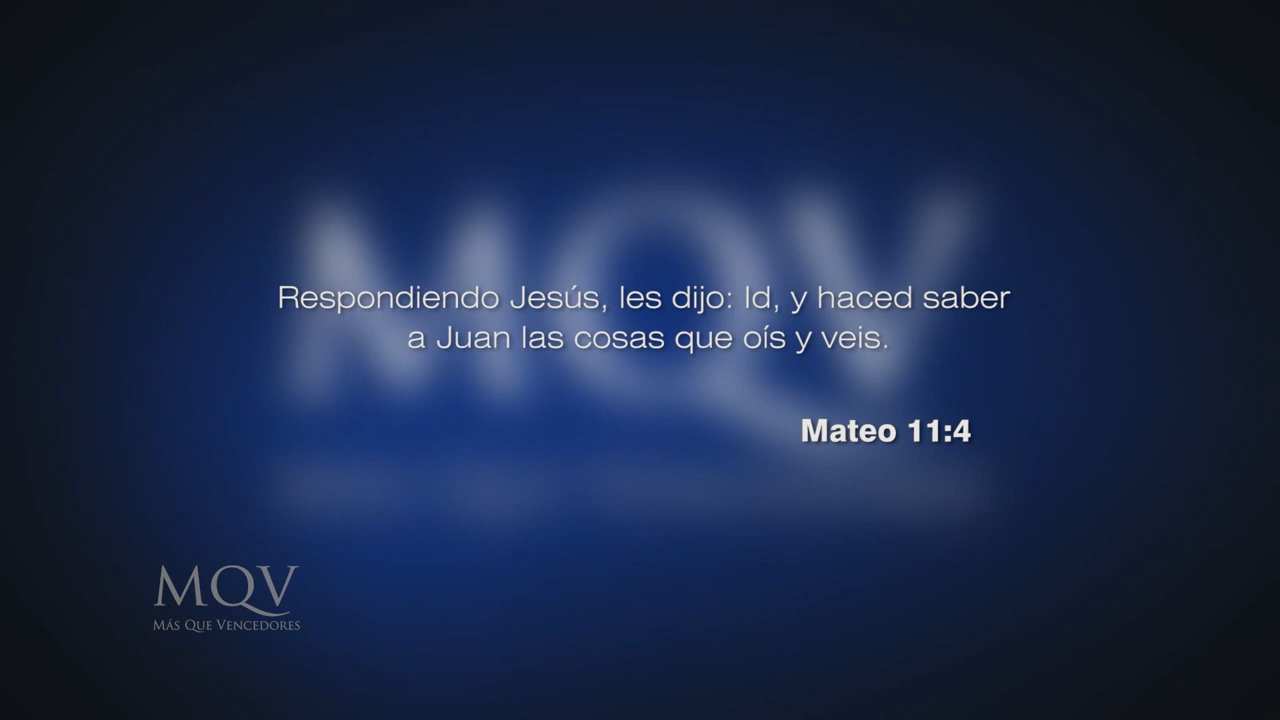 MQV
Respondiendo Jesús, les dijo: Id, y haced saber
a Juan las cosas que oís y veis.
Mateo 11:4
MQV
MÁS QUE VENCEDORES